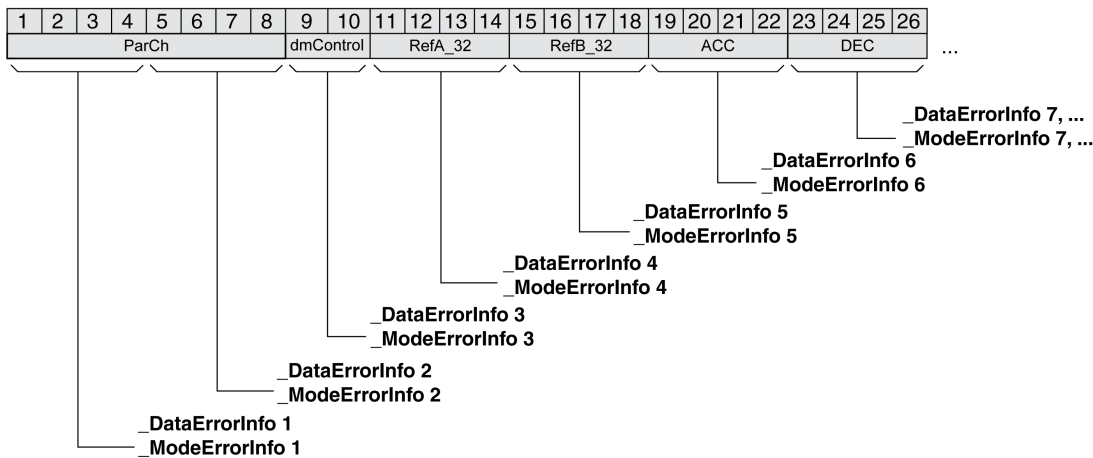 1 2 3 4 5 6 7 8 9 10 11 12 13 14 15 16 17 18 19 20 21 22 23 24 25 26
ParCh dmControl RefA_32 RefB_32 ACC DEC ...
_DataErrorInfo 7, ...
_ModeErrorInfo 7, ...
_DataErrorInfo 6
_ModeErrorInfo 6
_DataErrorInfo 5
_ModeErrorInfo 5
_DataErrorInfo 4
_ModeErrorInfo 4
_DataErrorInfo 3
_ModeErrorInfo 3
_DataErrorInfo 2
_ModeErrorInfo 2
_DataErrorInfo 1
_ModeErrorInfo 1